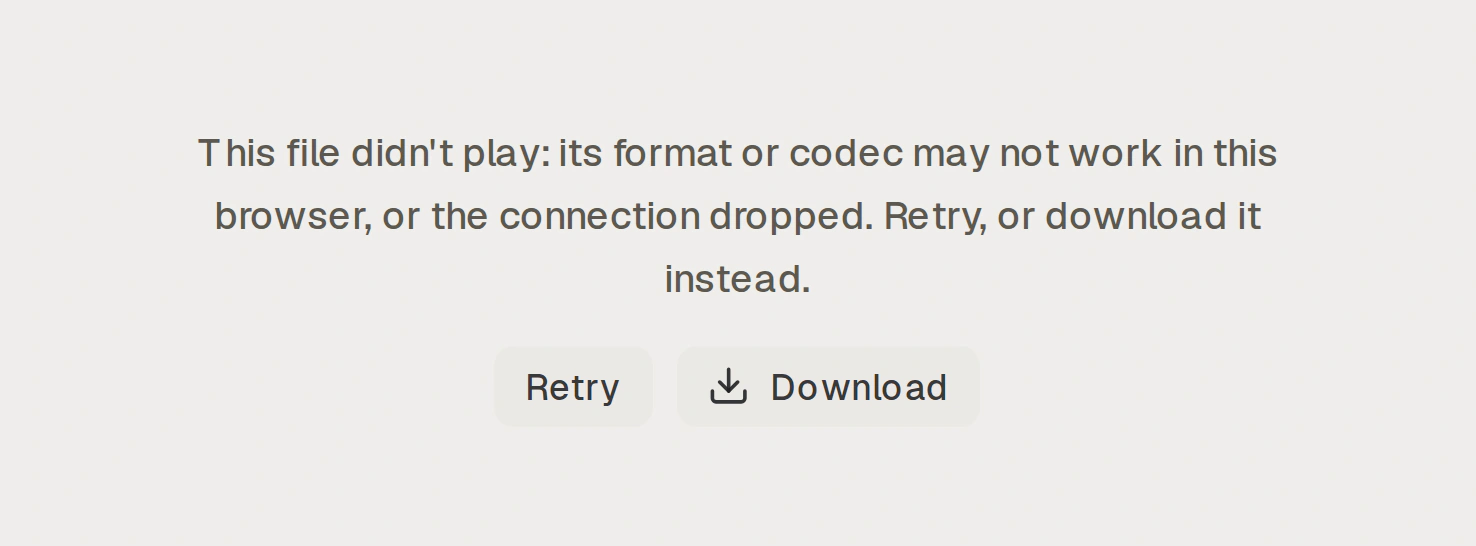 This file didn't play: its format or codec may not work in this
browser, or the connection dropped. Retry, or download it
instead.
Retry
Download